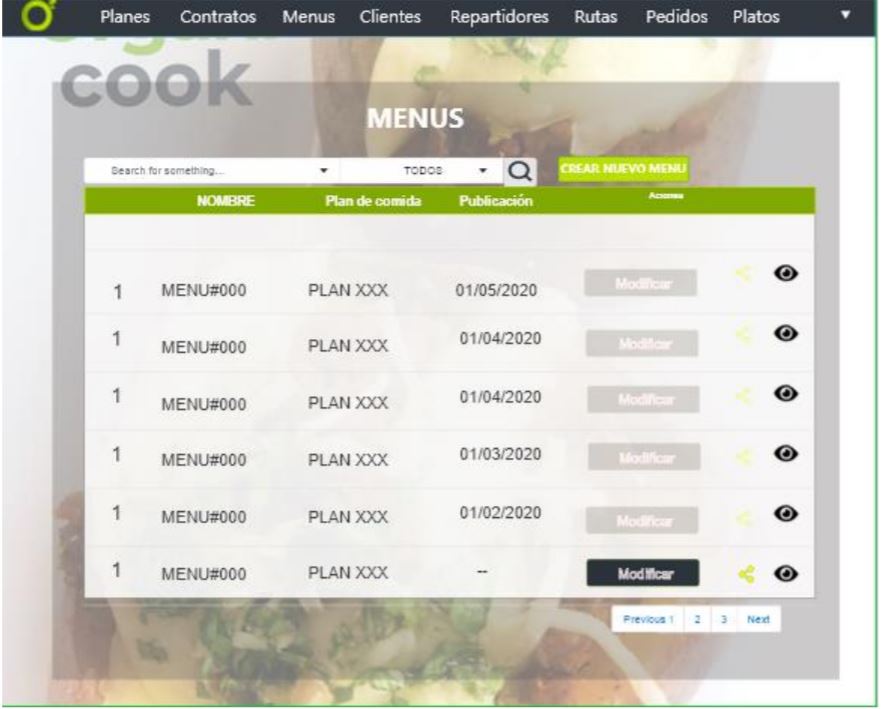 Planes Contratos Menus Clientes Repartidores Rutas Pedidos Platos
cook
MENUS
Search for something... TODOS CREAR NUEVO MENU
NOMBRE Plan de comida Publicación Acciones
1 MENU#000 PLAN XXX 01/05/2020 Modificar
1 MENU#000 PLAN XXX 01/04/2020 Modificar
1 MENU#000 PLAN XXX 01/04/2020 Modificar
1 MENU#000 PLAN XXX 01/03/2020 Modificar
1 MENU#000 PLAN XXX 01/02/2020 Modificar
1 MENU#000 PLAN XXX -- Modificar
Previous 1 2 3 Next